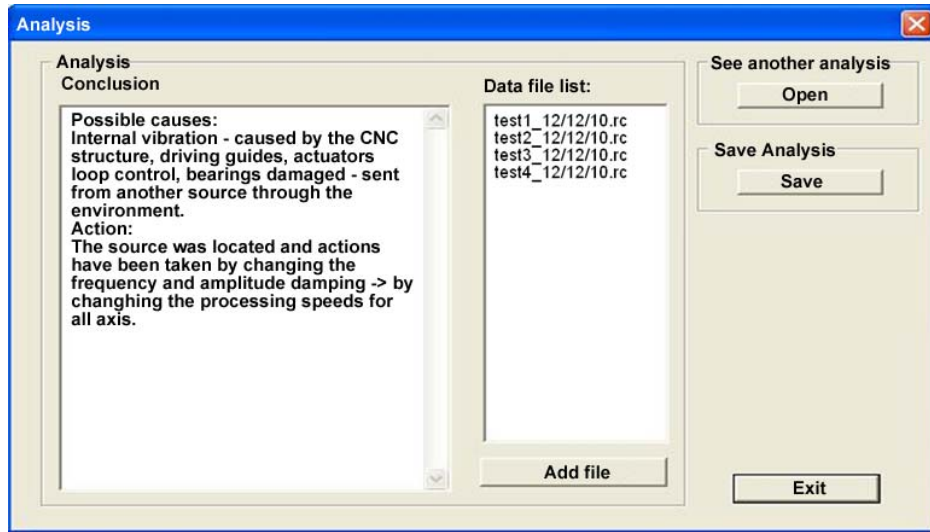 Analysis
Analysis
Conclusion
Possible causes:
Internal vibration - caused by the CNC
structure, driving guides, actuators
loop control, bearings damaged - sent
from another source through the
environment.
Action:
The source was located and actions
have been taken by changing the
frequency and amplitude damping -> by
changhing the processing speeds for
all axis.
Data file list:
test1_12/12/10.rc
test2_12/12/10.rc
test3_12/12/10.rc
test4_12/12/10.rc
Add file
See another analysis
Open
Save Analysis
Save
Exit